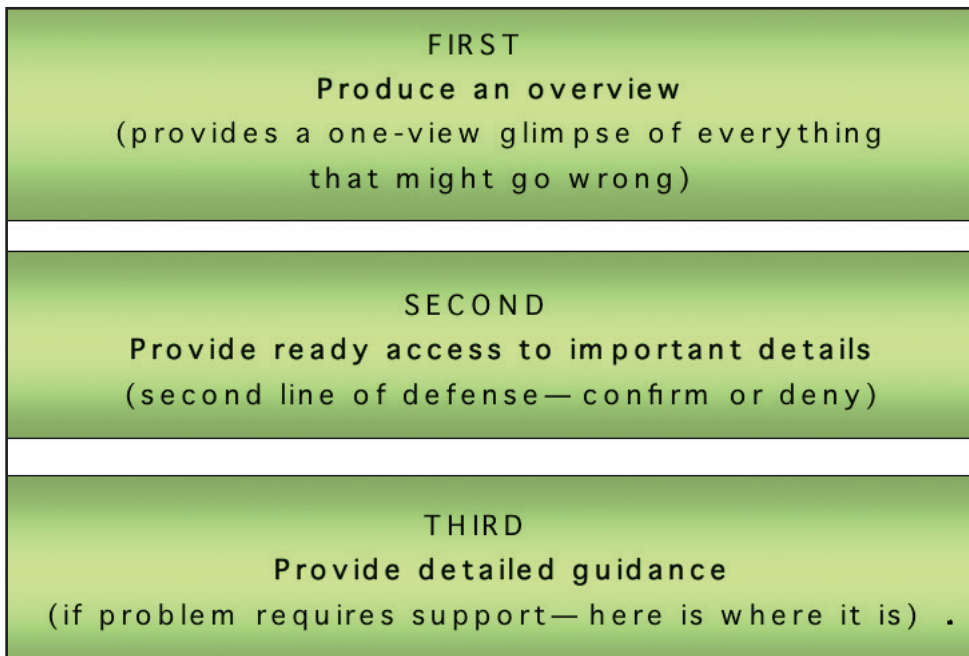 FIRST
Produce an overview
(provides a one-view glimpse of everything
that might go wrong)
SECOND
Provide ready access to important details
(second line of defense—confirm or deny)
THIRD
Provide detailed guidance
(if problem requires support—here is where it is) .